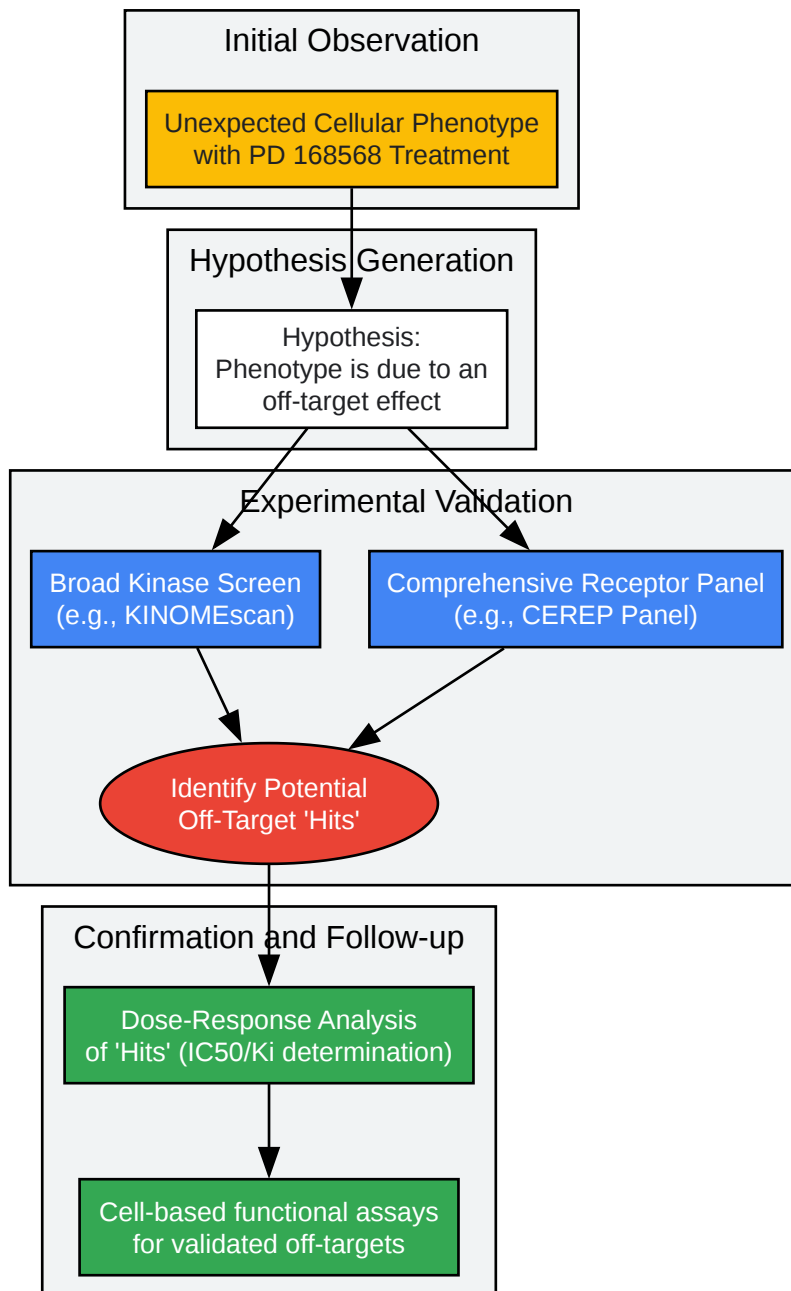 Initial Observation
Unexpected Cellular Phenotype
with PD 168568 Treatment
Hypothesis Generation
Hypothesis:
Phenotype is due to an
off-target effect
Experimental Validation
Broad Kinase Screen
(e.g., KINOMEscan)
Comprehensive Receptor Panel
(e.g., CEREP Panel)
Identify Potential
Off-Target 'Hits'
Confirmation and Follow-up
Dose-Response Analysis
of 'Hits' (IC50/Ki determination)
Cell-based functional assays
for validated off-targets